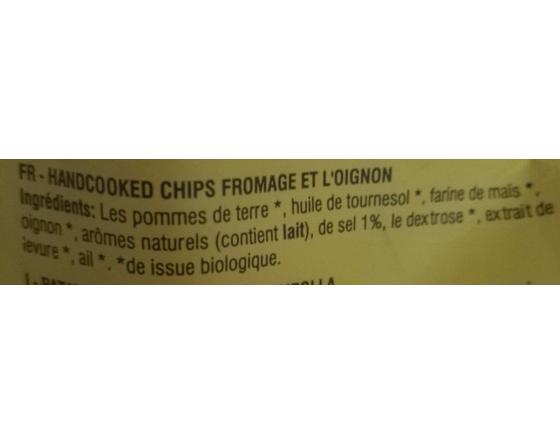 FR - HANDCOOKED CHIPS FROMAGE ET L'OIGNON
Ingrédients: Les pommes de terre *, huile de tournesol *, farine de maïs *,
oignon *, arômes naturels (contient lait), de sel 1%, le dextrose *, extrait de
levure *, ail *. *de issue biologique.